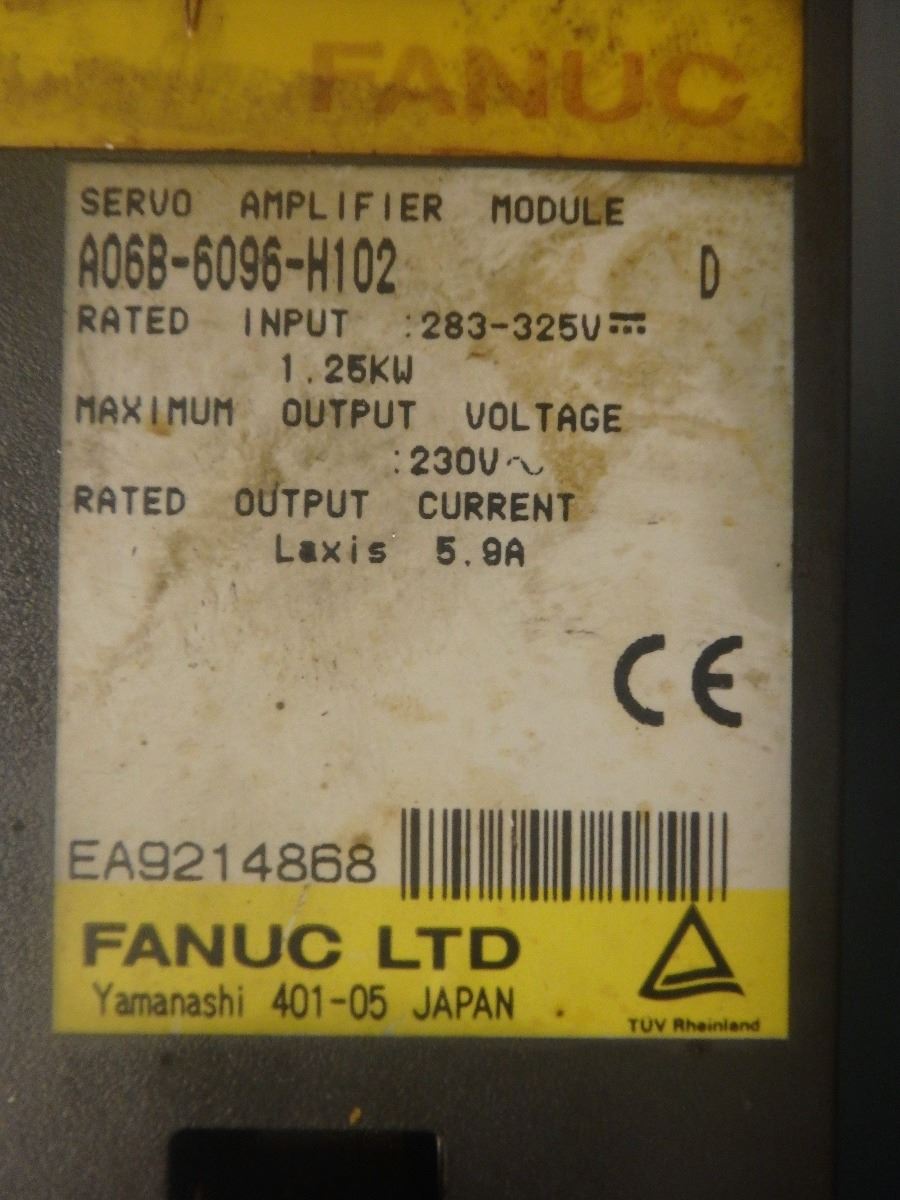 FANUC
SERVO AMPLIFIER MODULE
A06B-6096-H102 D
RATED INPUT :283-325V⎓
1.25KW
MAXIMUM OUTPUT VOLTAGE
:230V～
RATED OUTPUT CURRENT
Laxis 5.9A
CE
EA9214868
FANUC LTD
Yamanashi 401-05 JAPAN
TÜV Rheinland